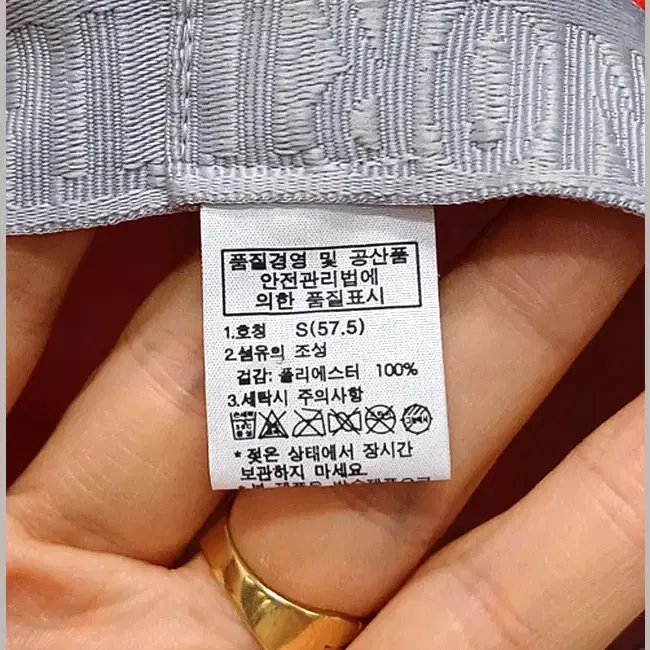 품질경영 및 공산품
안전관리법에
의한 품질표시
1.호청 S(57.5)
2.섬유의 조성
겉감: 폴리에스터 100%
3.세탁시 주의사항
* 젖은 상태에서 장시간
보관하지 마세요